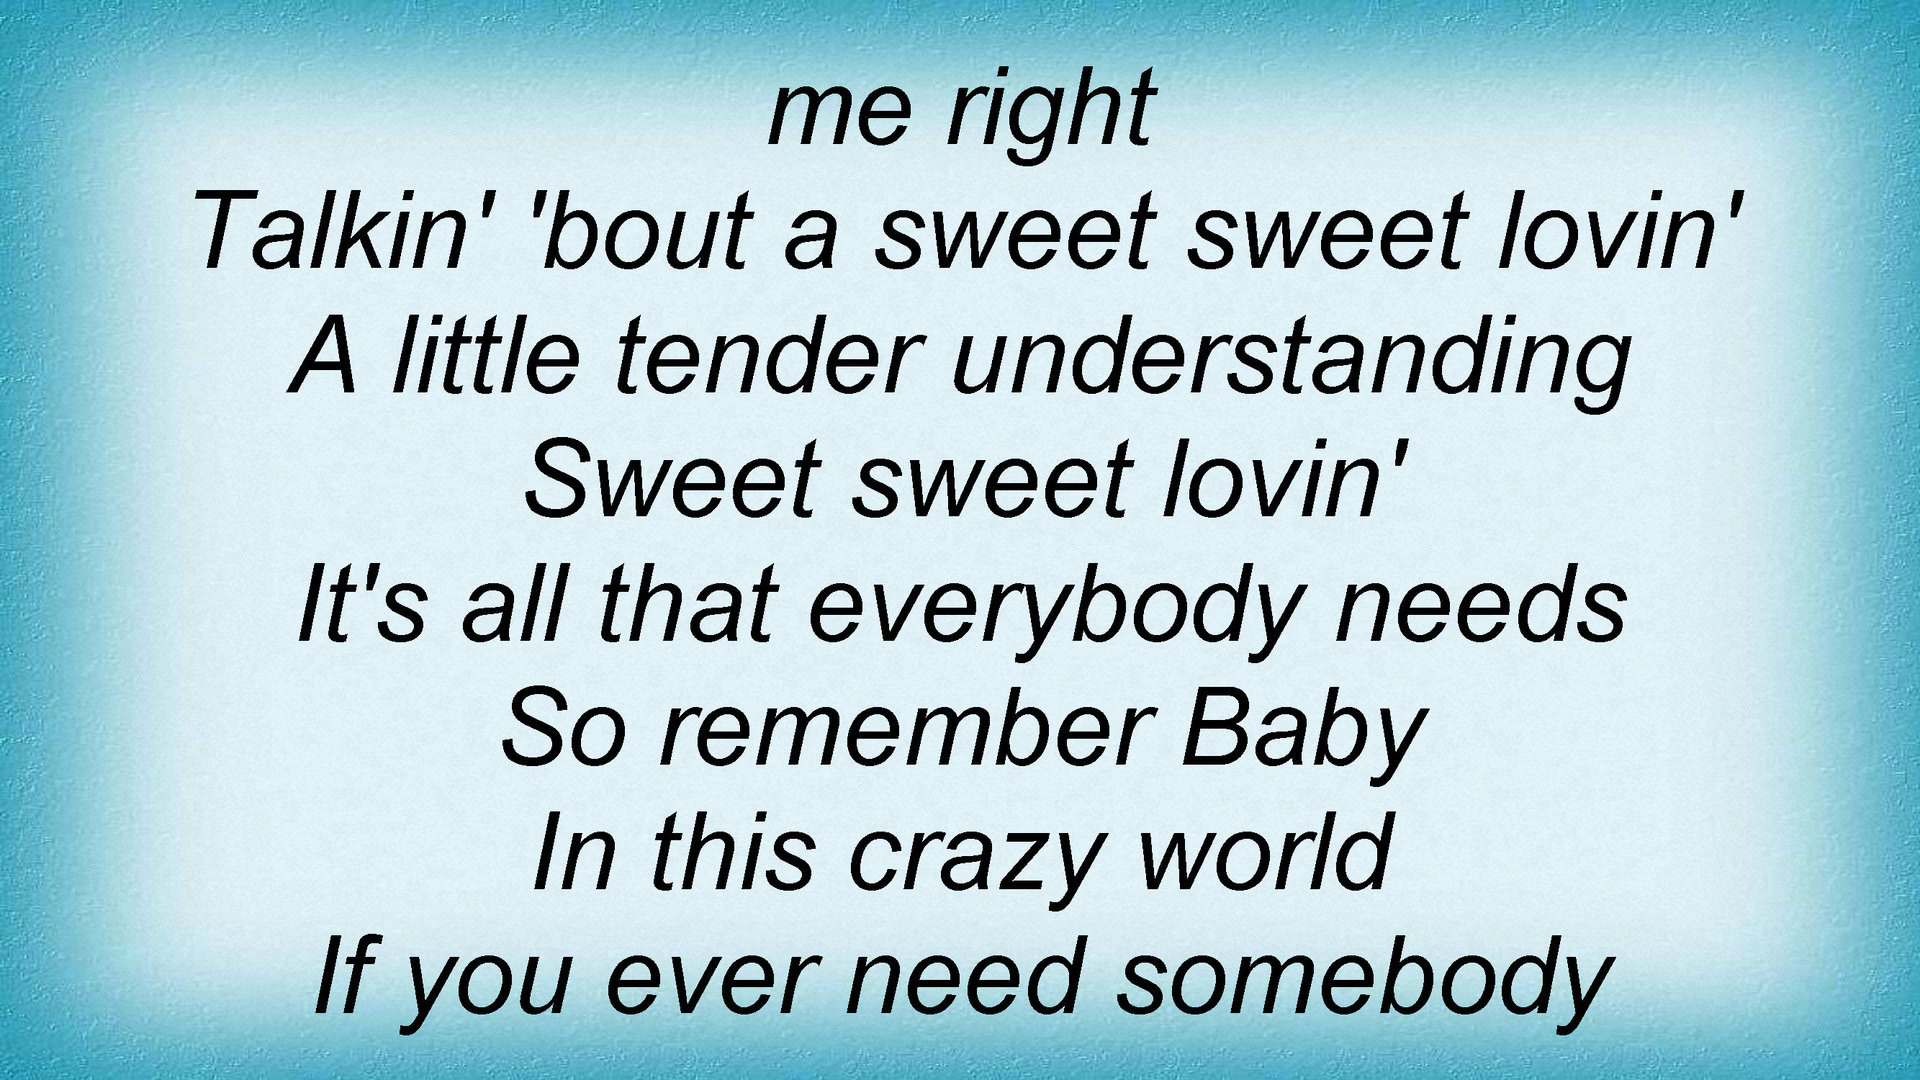 me right
Talkin' 'bout a sweet sweet lovin'
A little tender understanding
Sweet sweet lovin'
It's all that everybody needs
So remember Baby
In this crazy world
If you ever need somebody